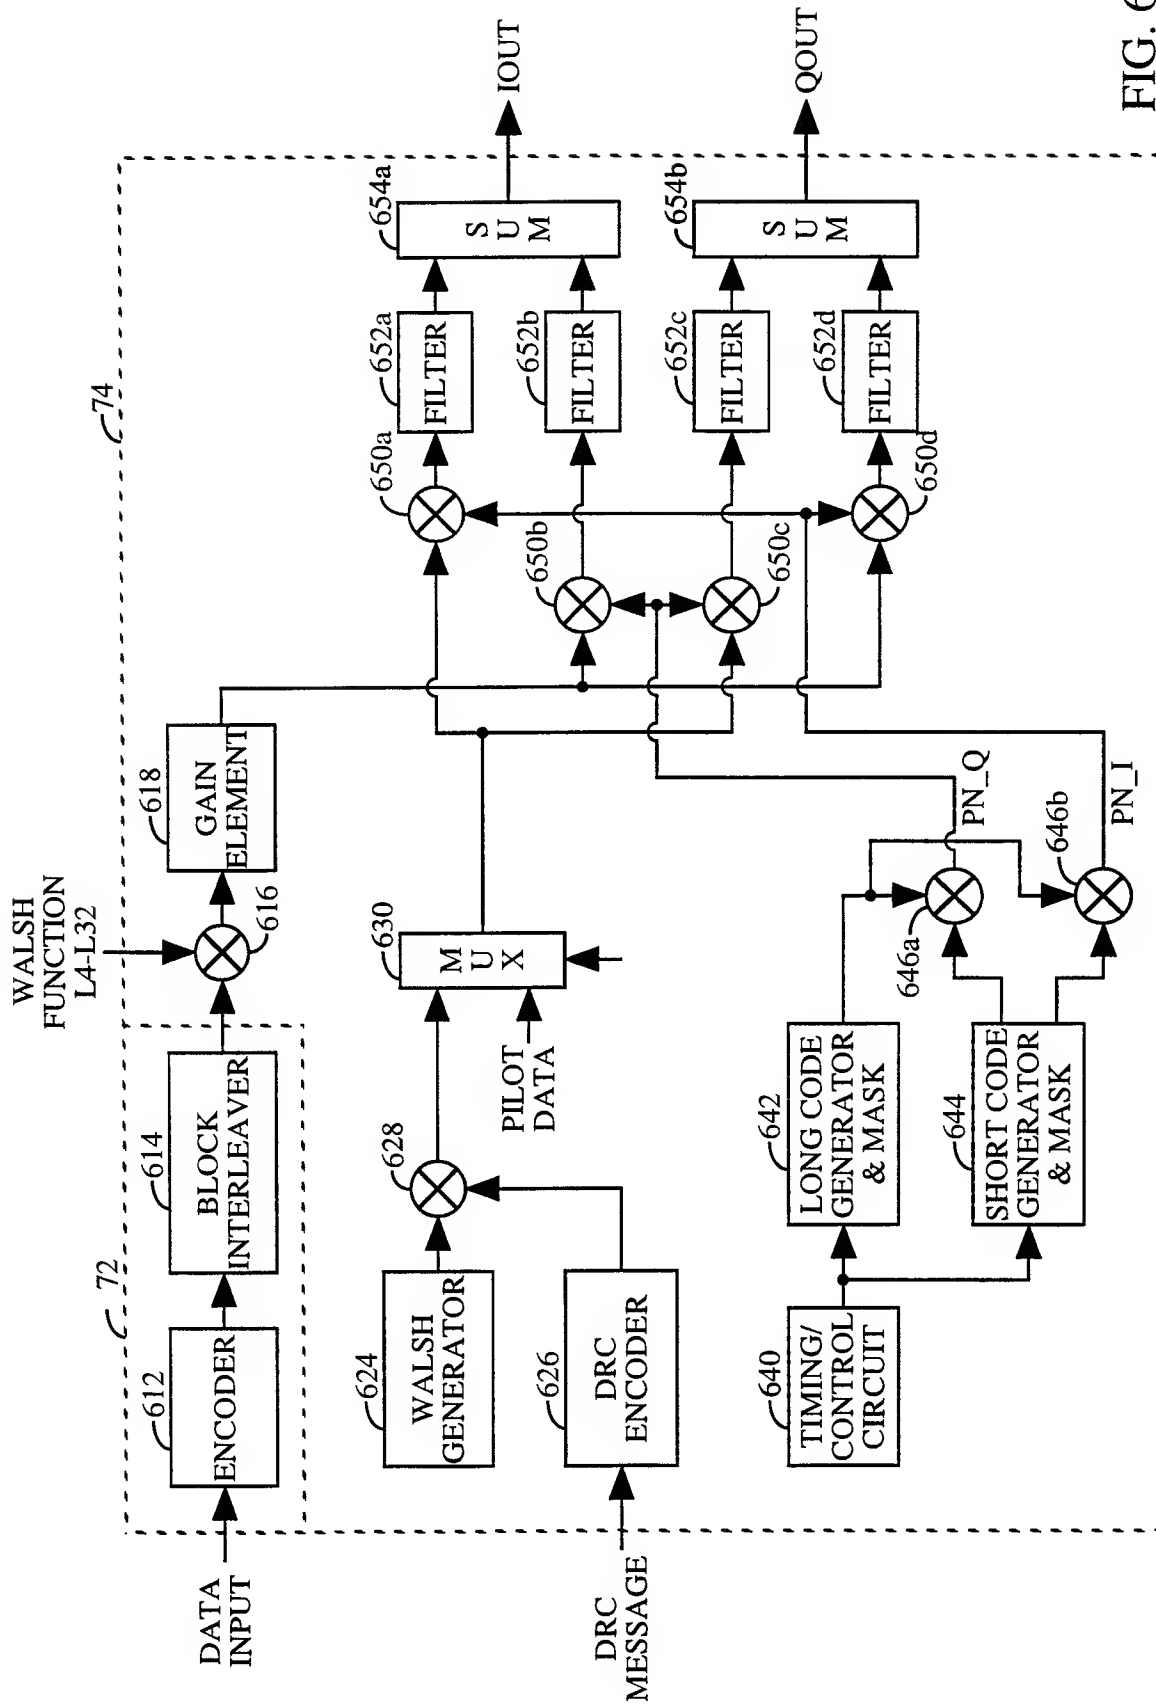 WALSH
FUNCTION
L4-L32
72
74
612
614
616
618
DATA
INPUT
ENCODER
BLOCK
INTERLEAVER
GAIN
ELEMENT
624
628
630
WALSH
GENERATOR
M
U
X
626
DRC
ENCODER
PILOT
DATA
DRC
MESSAGE
650a
652a
654a
FILTER
S
U
M
IOUT
650b
652b
FILTER
650c
652c
FILTER
654b
S
U
M
QOUT
650d
652d
FILTER
640
TIMING/
CONTROL
CIRCUIT
642
LONG CODE
GENERATOR
& MASK
646a
PN_Q
644
SHORT CODE
GENERATOR
& MASK
646b
PN_I
FIG. 6